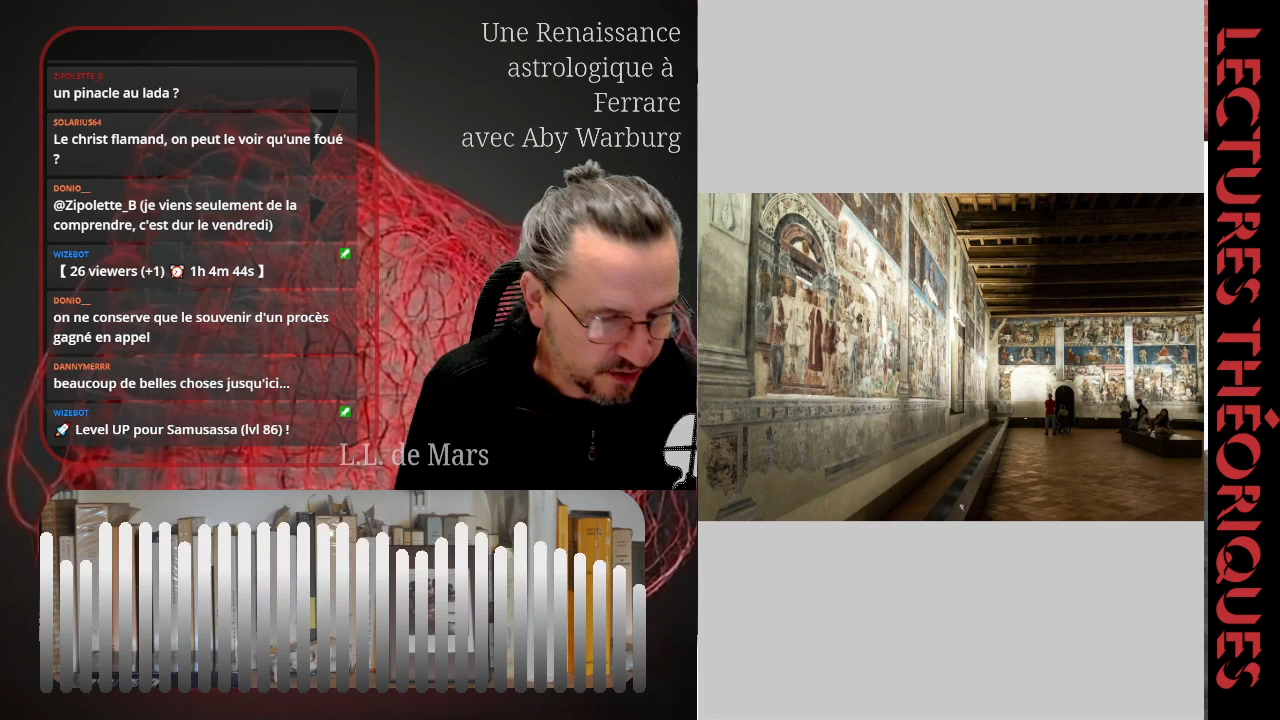 Une Renaissance
astrologique à
Ferrare
avec Aby Warburg
ZIPOLETTE_B
un pinacle au lada ?
SOLARIUS64
Le christ flamand, on peut le voir qu'une foué
?
DONIO__
@Zipolette_B (je viens seulement de la
comprendre, c'est dur le vendredi)
WIZEBOT
【 26 viewers (+1) ⏰ 1h 4m 44s 】
DONIO__
on ne conserve que le souvenir d'un procès
gagné en appel
DANNYMERRR
beaucoup de belles choses jusqu'ici...
WIZEBOT
🚀 Level UP pour Samusassa (lvl 86) !
L.L. de Mars
LECTURES THÉORIQUES